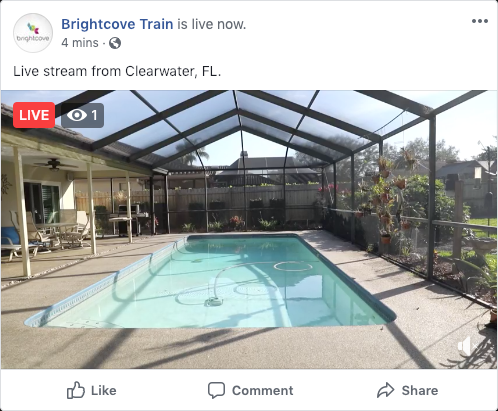 brightcove
Brightcove Train is live now.
4 mins ·
Live stream from Clearwater, FL.
LIVE 1
Like Comment Share